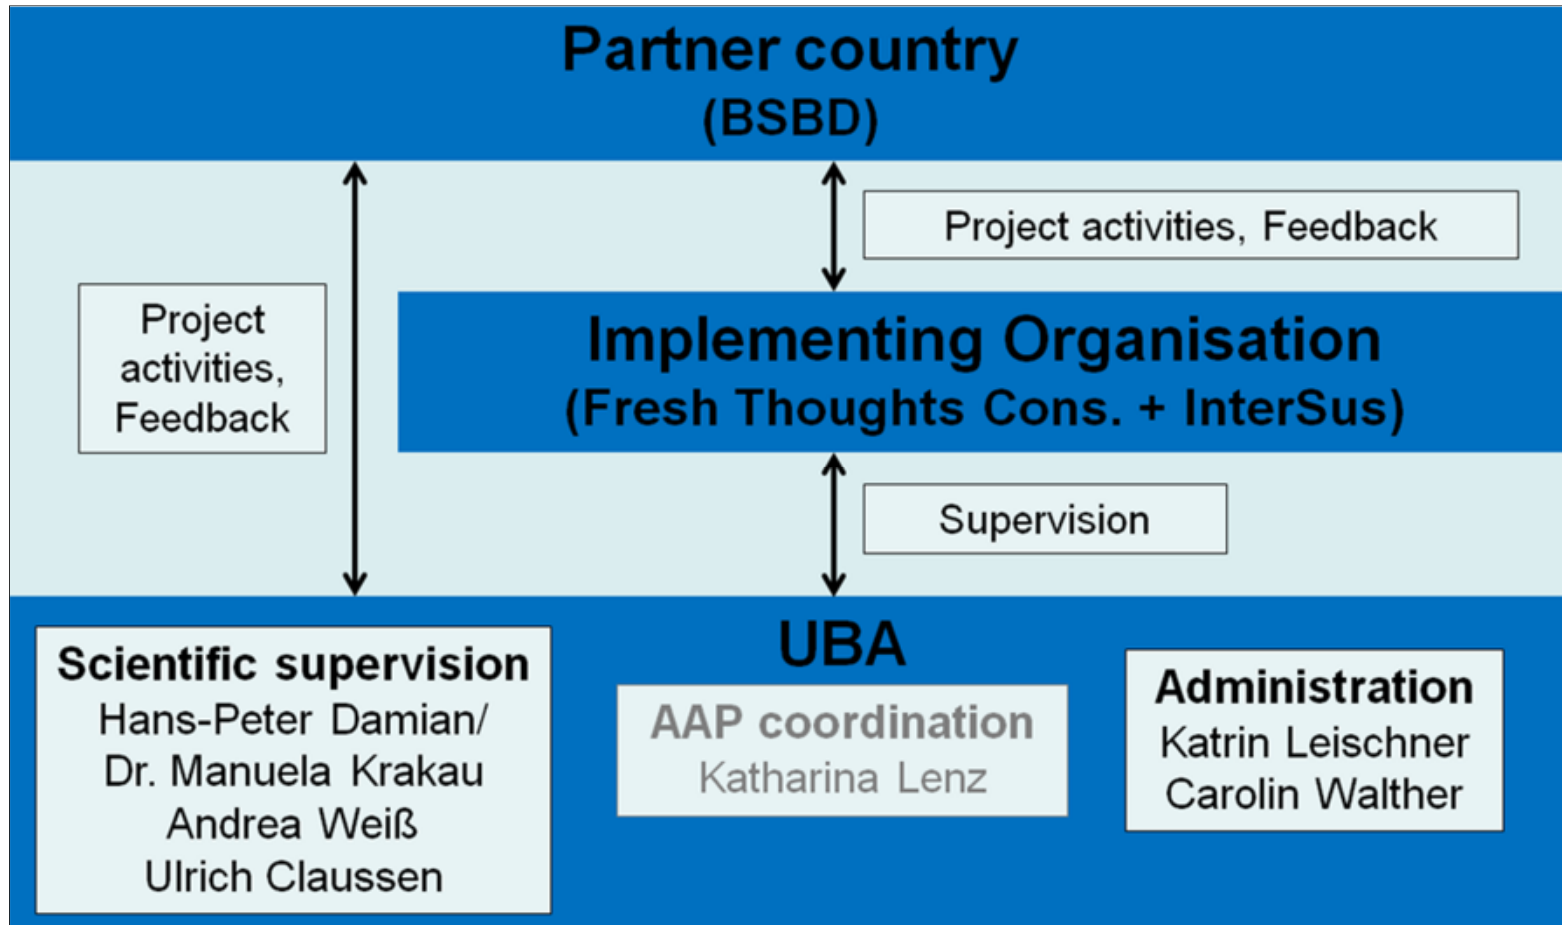 Partner country
(BSBD)
Project activities, Feedback
Project
activities,
Feedback
Implementing Organisation
(Fresh Thoughts Cons. + InterSus)
Supervision
UBA
Scientific supervision
Hans-Peter Damian/
Dr. Manuela Krakau
Andrea Weiß
Ulrich Claussen
AAP coordination
Katharina Lenz
Administration
Katrin Leischner
Carolin Walther